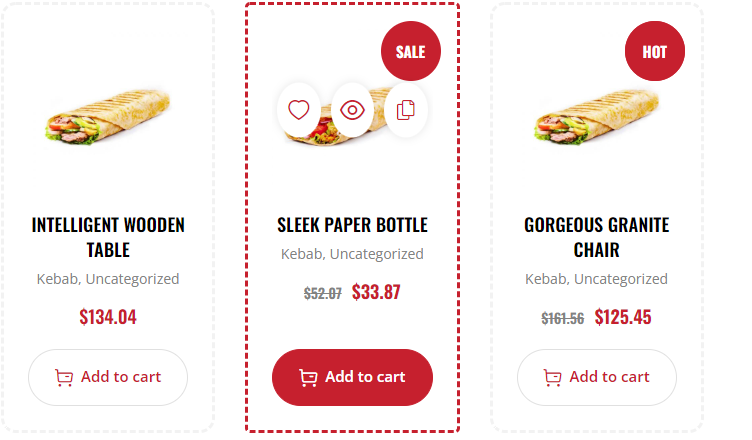 INTELLIGENT WOODEN
TABLE
Kebab, Uncategorized
$134.04
Add to cart
SALE
SLEEK PAPER BOTTLE
Kebab, Uncategorized
$52.07 $33.87
Add to cart
HOT
GORGEOUS GRANITE
CHAIR
Kebab, Uncategorized
$161.56 $125.45
Add to cart